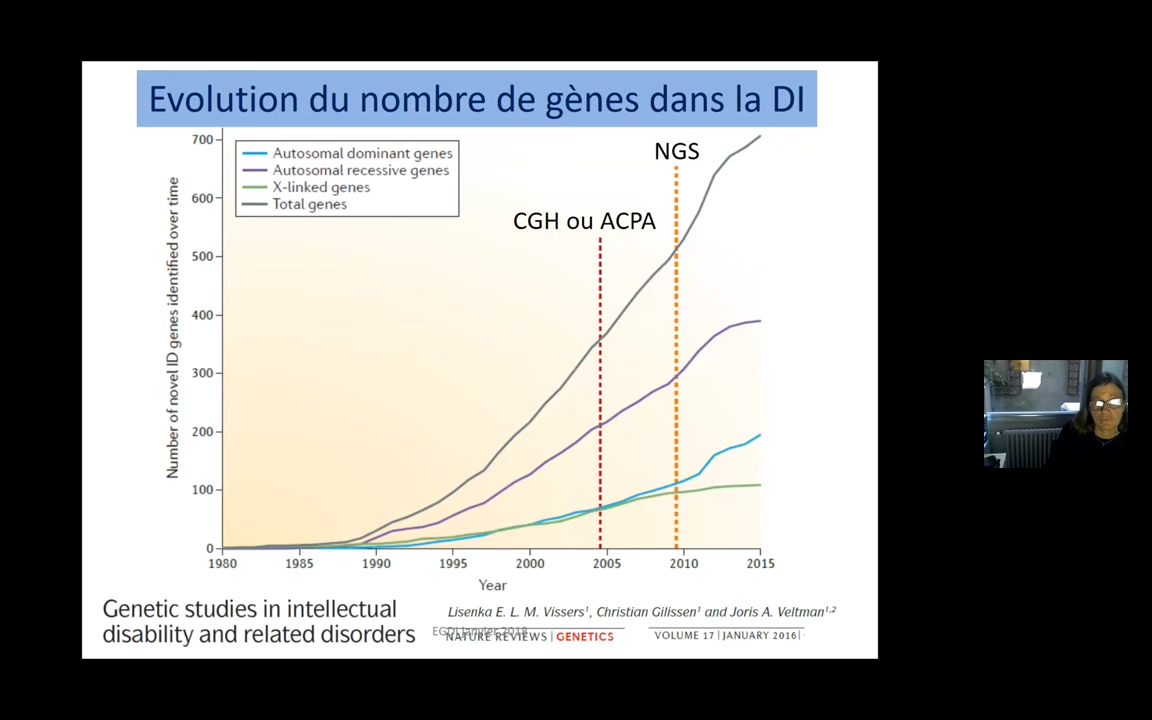 Evolution du nombre de gènes dans la DI
Number of novel ID genes identified over time
700
600
500
400
300
200
100
0
Autosomal dominant genes
Autosomal recessive genes
X-linked genes
Total genes
NGS
CGH ou ACPA
1980 1985 1990 1995 2000 2005 2010 2015
Year
Genetic studies in intellectual
disability and related disorders
Lisenka E. L. M. Vissers¹, Christian Gilissen¹ and Joris A. Veltman¹,²
EGDI Janvier 2018
NATURE REVIEWS | GENETICS
VOLUME 17 | JANUARY 2016 |